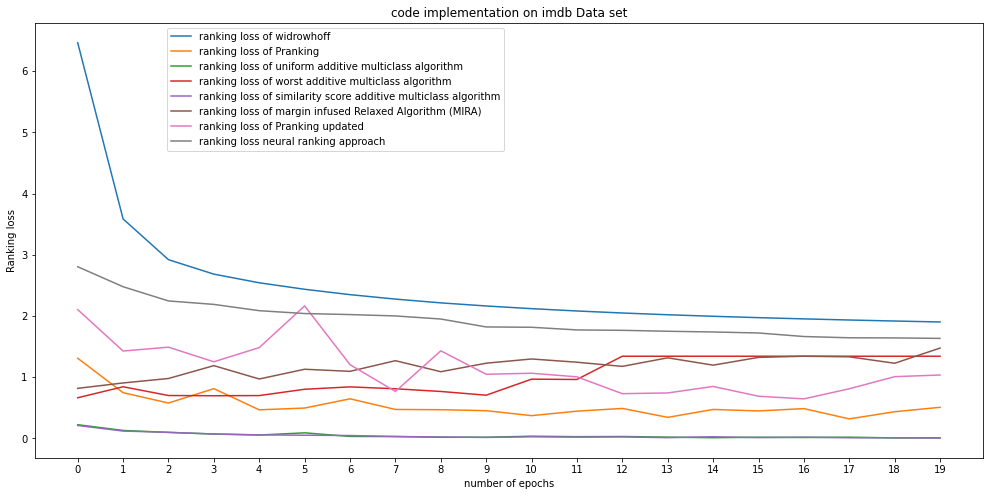 code implementation on imdb Data set
ranking loss of widrowhoff
ranking loss of Pranking
ranking loss of uniform additive multiclass algorithm
ranking loss of worst additive multiclass algorithm
ranking loss of similarity score additive multiclass algorithm
ranking loss of margin infused Relaxed Algorithm (MIRA)
ranking loss of Pranking updated
ranking loss neural ranking approach
Ranking loss
6
5
4
3
2
1
0
0 1 2 3 4 5 6 7 8 9 10 11 12 13 14 15 16 17 18 19
number of epochs